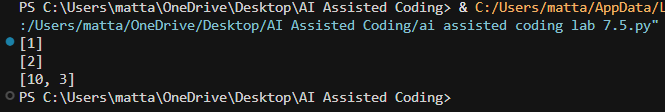 PS C:\Users\matta\OneDrive\Desktop\AI Assisted Coding> & C:/Users/matta/AppData/L
:/Users/matta/OneDrive/Desktop/AI Assisted Coding/ai assisted coding lab 7.5.py"
[1]
[2]
[10, 3]
PS C:\Users\matta\OneDrive\Desktop\AI Assisted Coding>